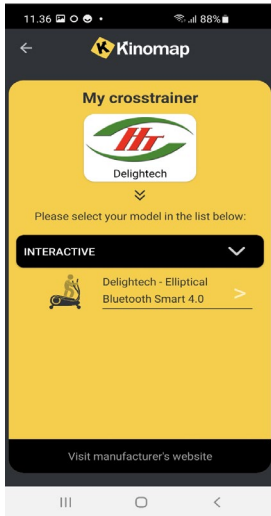 11.36
88%
Kinomap
My crosstrainer
HT
Delightech
Please select your model in the list below:
INTERACTIVE
Delightech - Elliptical
Bluetooth Smart 4.0
Visit manufacturer's website